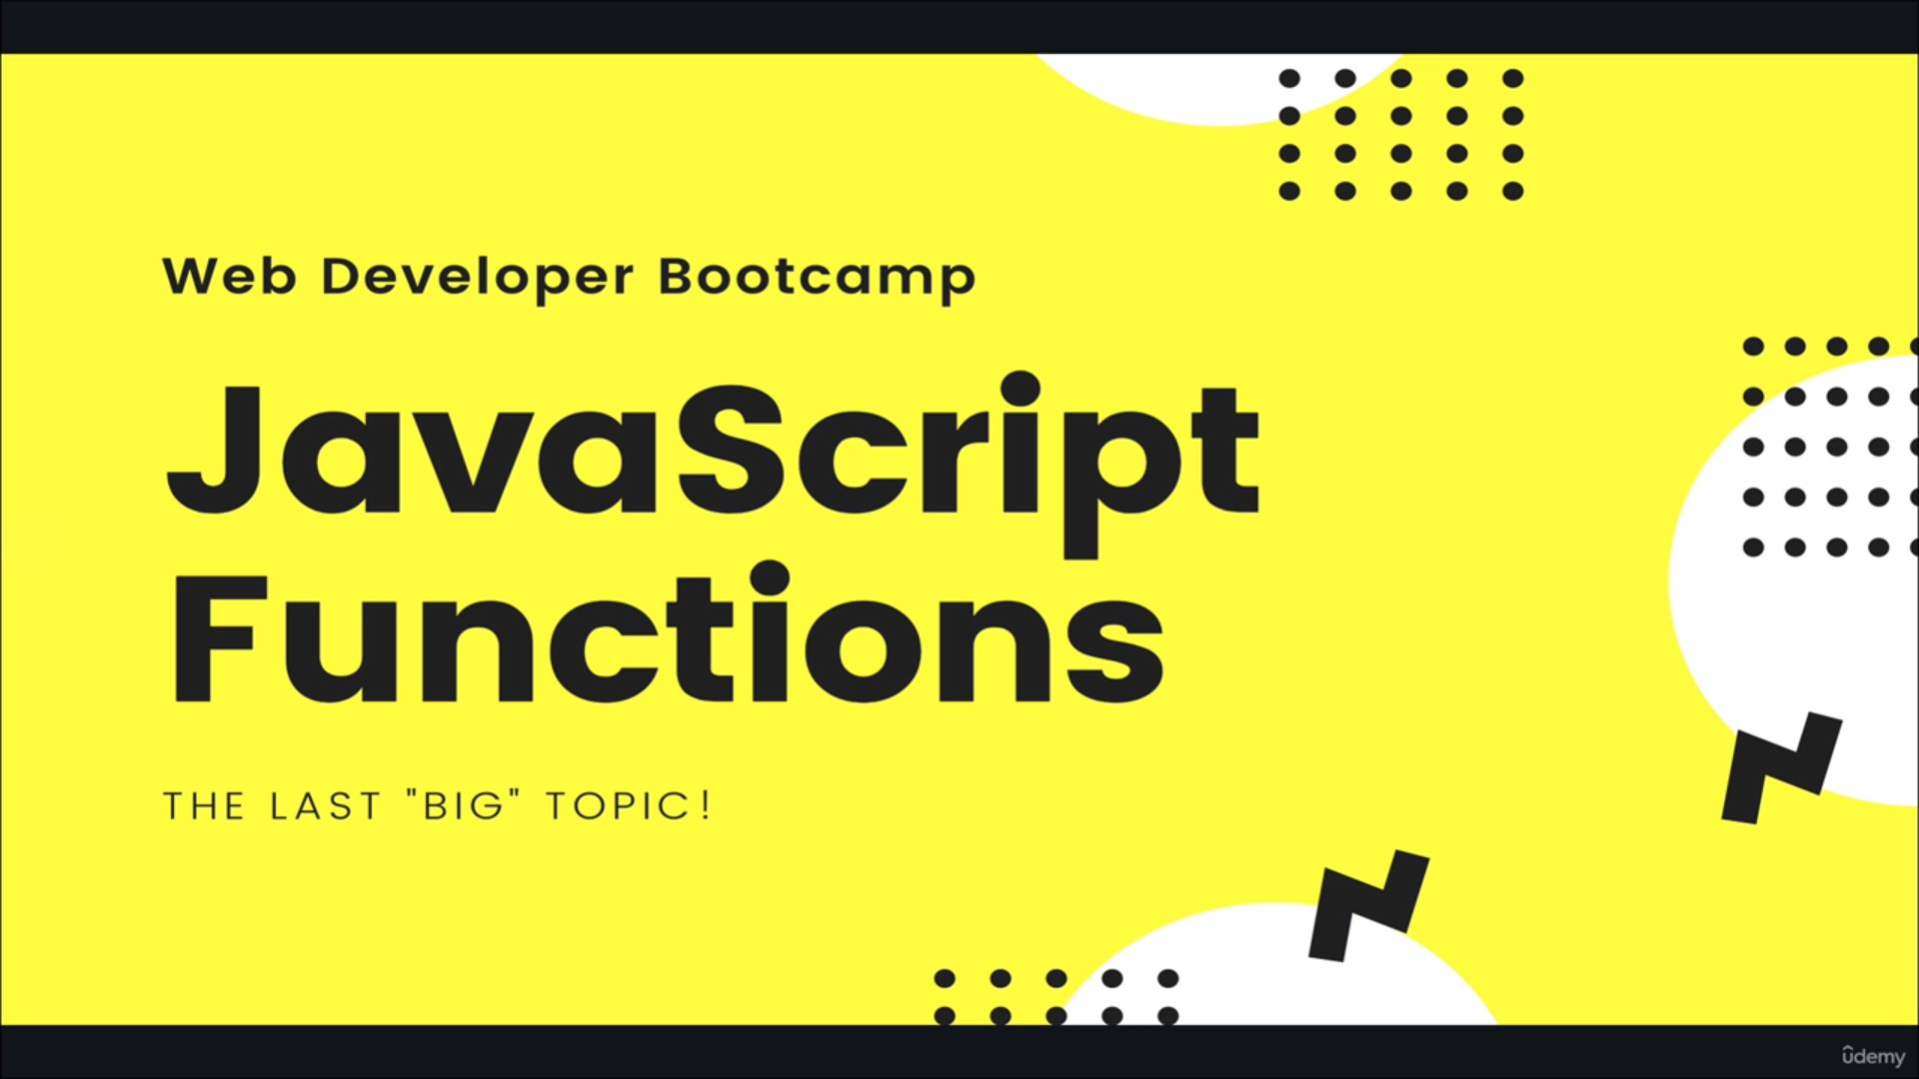 Web Developer Bootcamp
JavaScript
Functions
THE LAST "BIG" TOPIC!
ûdemy